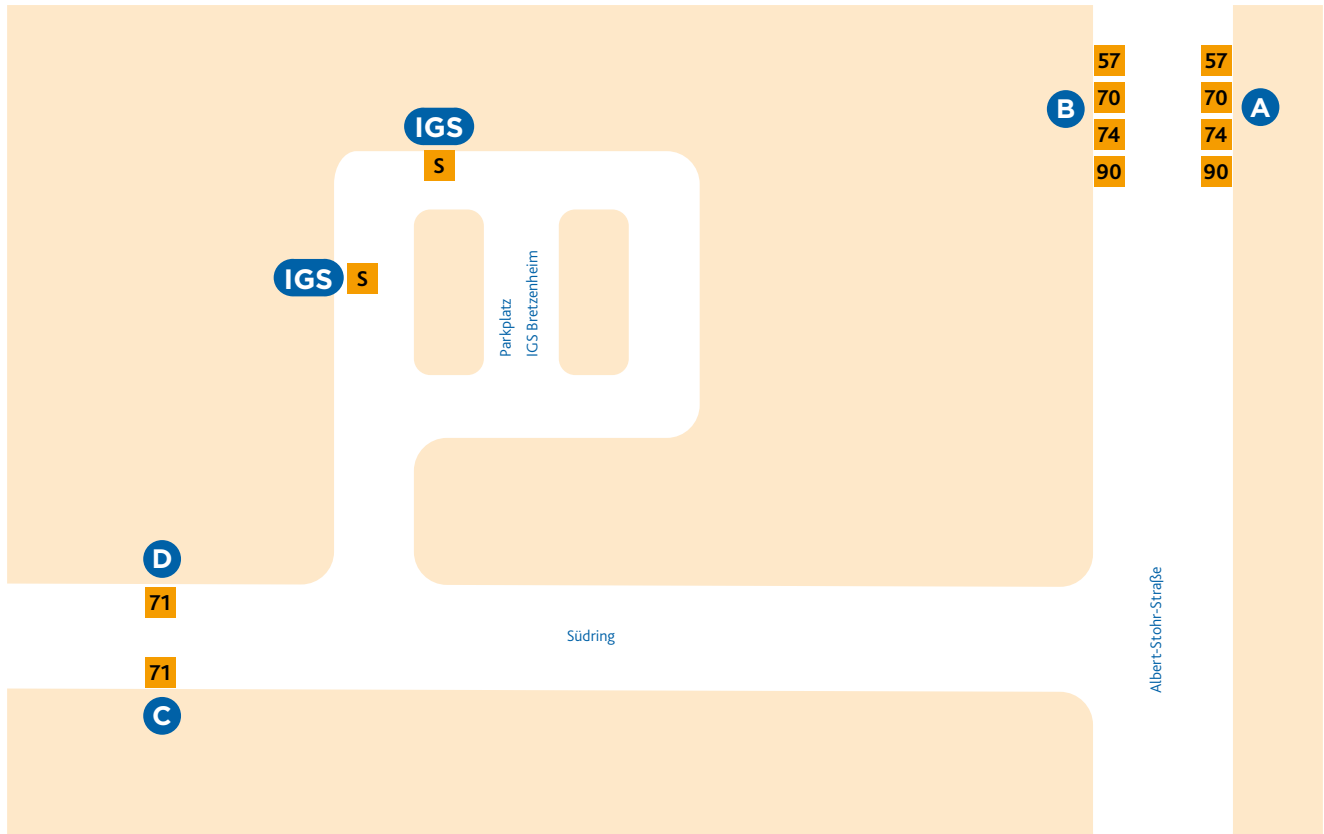 57
57
B
70
70
A
74
74
90
90
IGS
S
IGS
S
Parkplatz
IGS Bretzenheim
D
71
Südring
71
C
Albert-Stohr-Straße